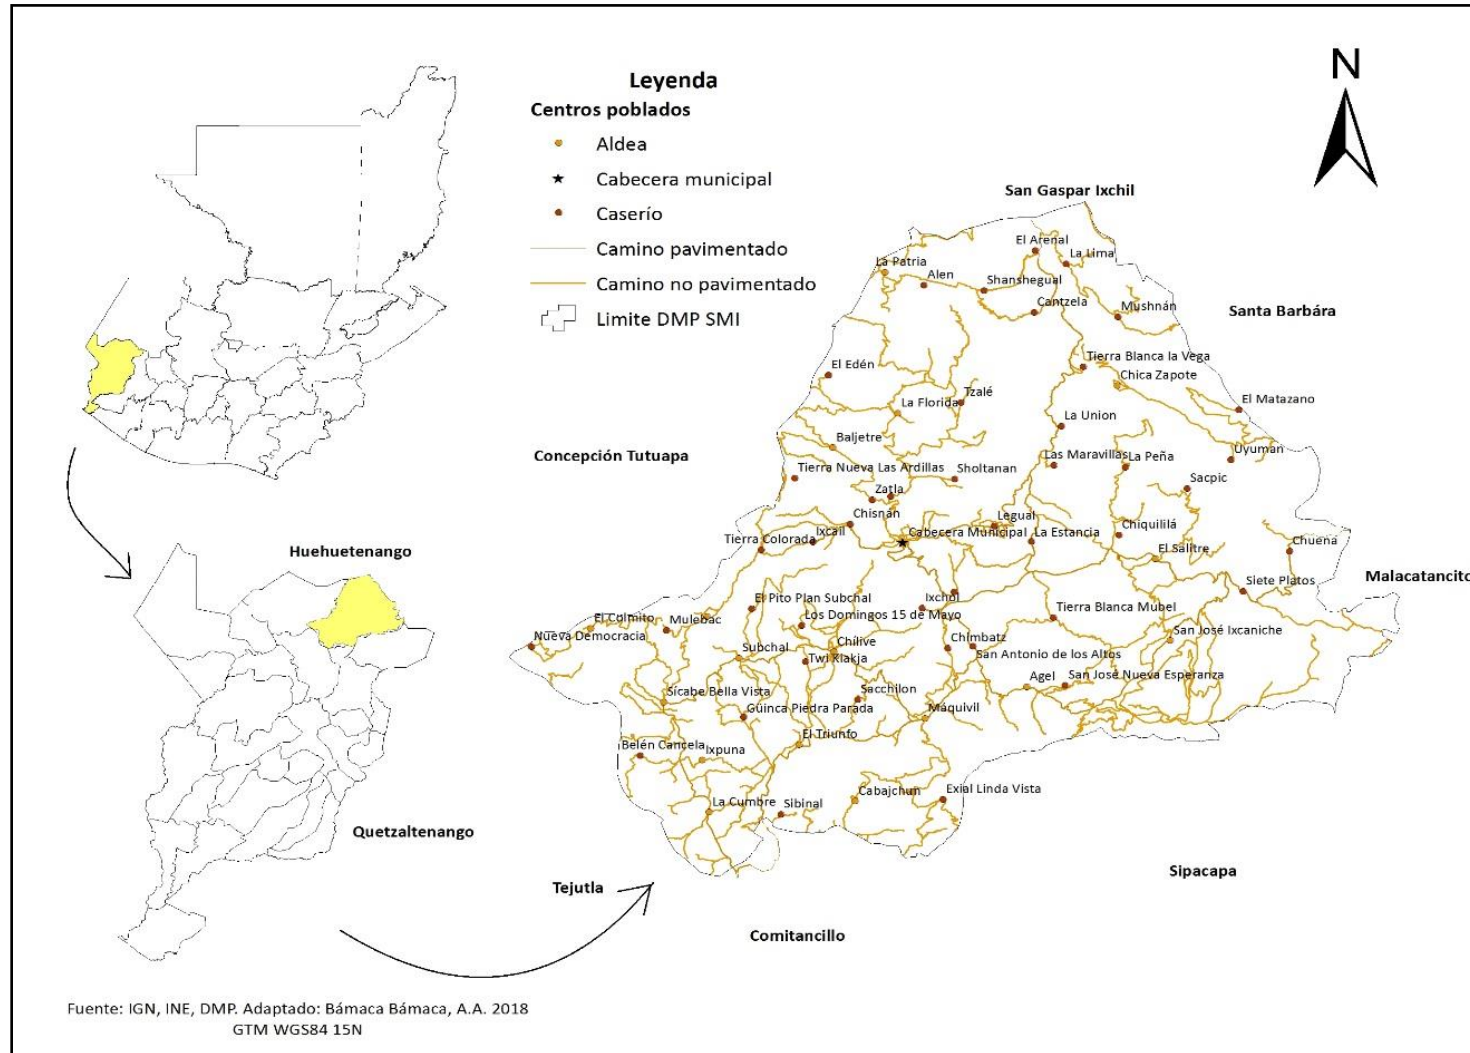 N
Leyenda
Centros poblados
Aldea
Cabecera municipal
Caserío
Camino pavimentado
Camino no pavimentado
Limite DMP SMI
San Gaspar Ixchil
El Arenal
La Lima
La Patria
Alen
Shanshegual
Cantzela
Mushnán
Santa Barbára
Tierra Blanca la Vega
El Edén
Chica Zapote
Tzalé
La Florida
El Matazano
La Union
Baljetre
Concepción Tutuapa
Las Maravillas
La Peña
Uyuman
Tierra Nueva Las Ardillas
Sholtanan
Sacpic
Zatla
Chisnán
Legual
Chiquililá
Ixcail
Cabecera Municipal
La Estancia
Tierra Colorada
Chuena
El Salitre
Huehuetenango
Malacatancito
Siete Platos
El Pito Plan Subchal
Ixchol
Los Domingos 15 de Mayo
Tierra Blanca Mubel
El Colmito
Mulebac
San José Ixcaniche
Nueva Democracia
Chílive
Chimbatz
Subchal
San Antonio de los Altos
Twi Kiakja
Agel
San José Nueva Esperanza
Sícabe Bella Vista
Sacchilon
Güinca Piedra Parada
Máquivil
El Triunfo
Belén Cancela
Ixpuna
La Cumbre
Sibinal
Cabajchun
Exial Linda Vista
Quetzaltenango
Sipacapa
Tejutla
Comitancillo
Fuente: IGN, INE, DMP. Adaptado: Bámaca Bámaca, A.A. 2018
GTM WGS84 15N